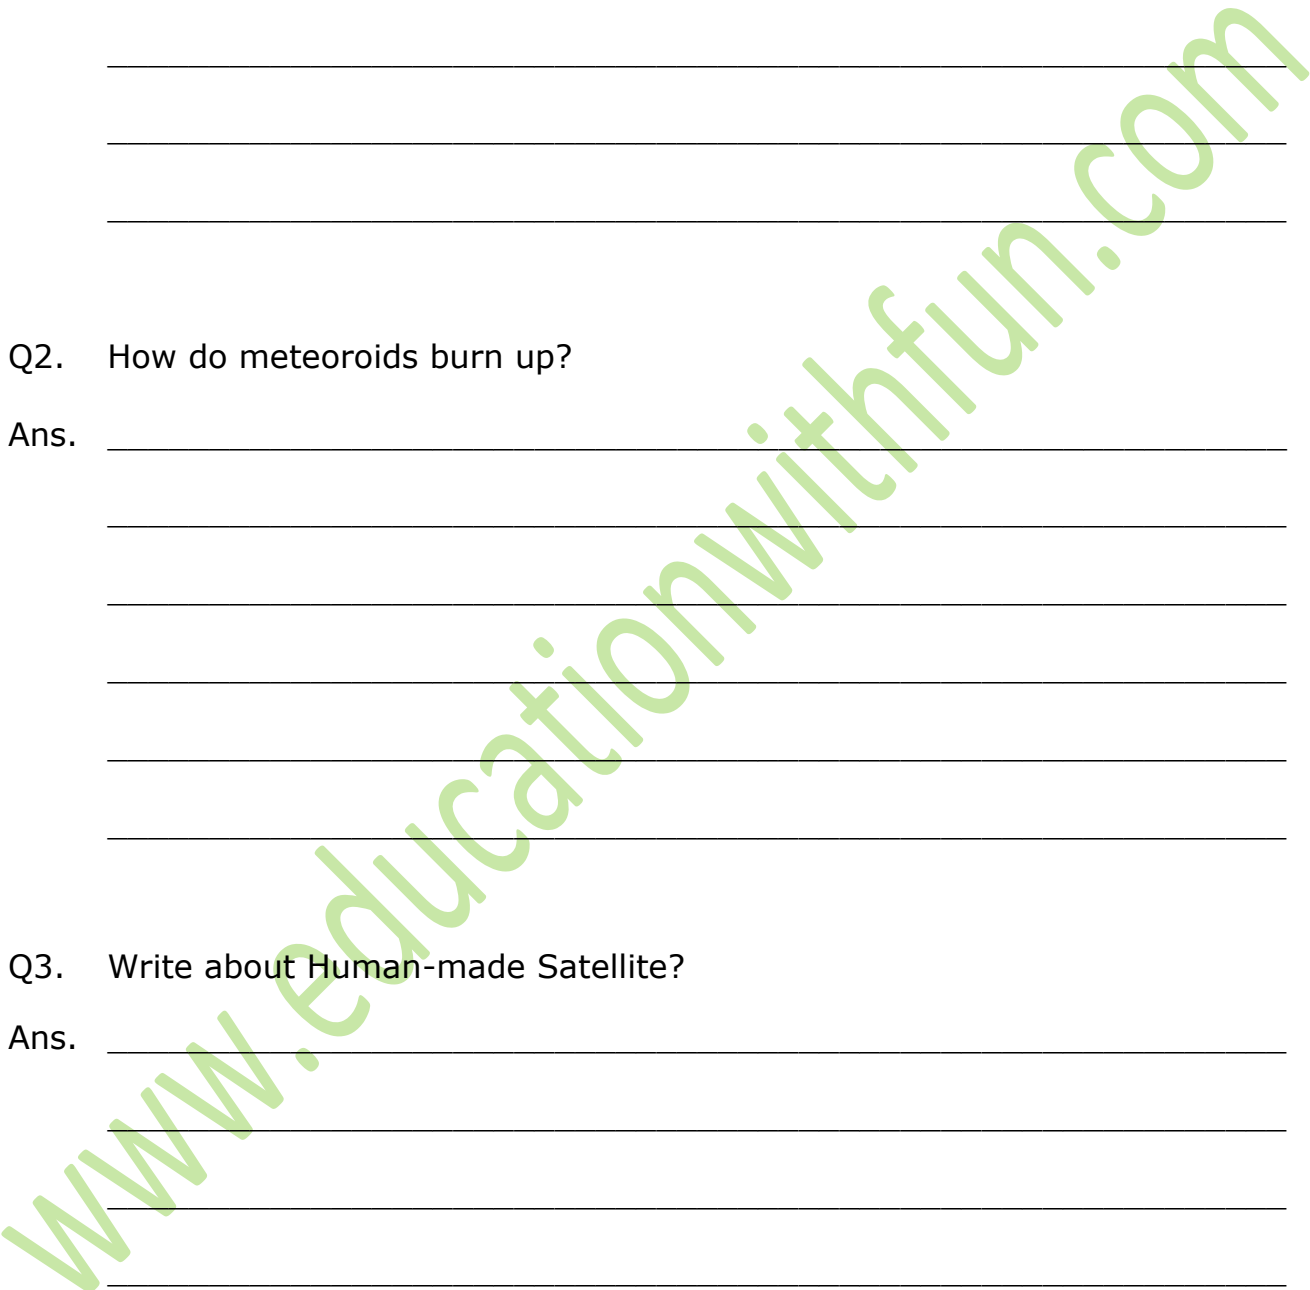 Q2. How do meteoroids burn up?
Ans.
Q3. Write about Human-made Satellite?
Ans.
www.educationwithfun.com